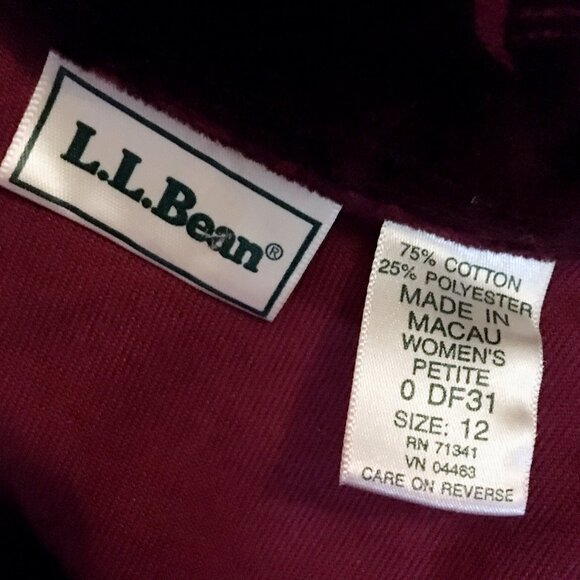 L.L.Bean®
75% COTTON
25% POLYESTER
MADE IN
MACAU
WOMEN'S
PETITE
0 DF31
SIZE: 12
RN 71341
VN 04463
CARE ON REVERSE